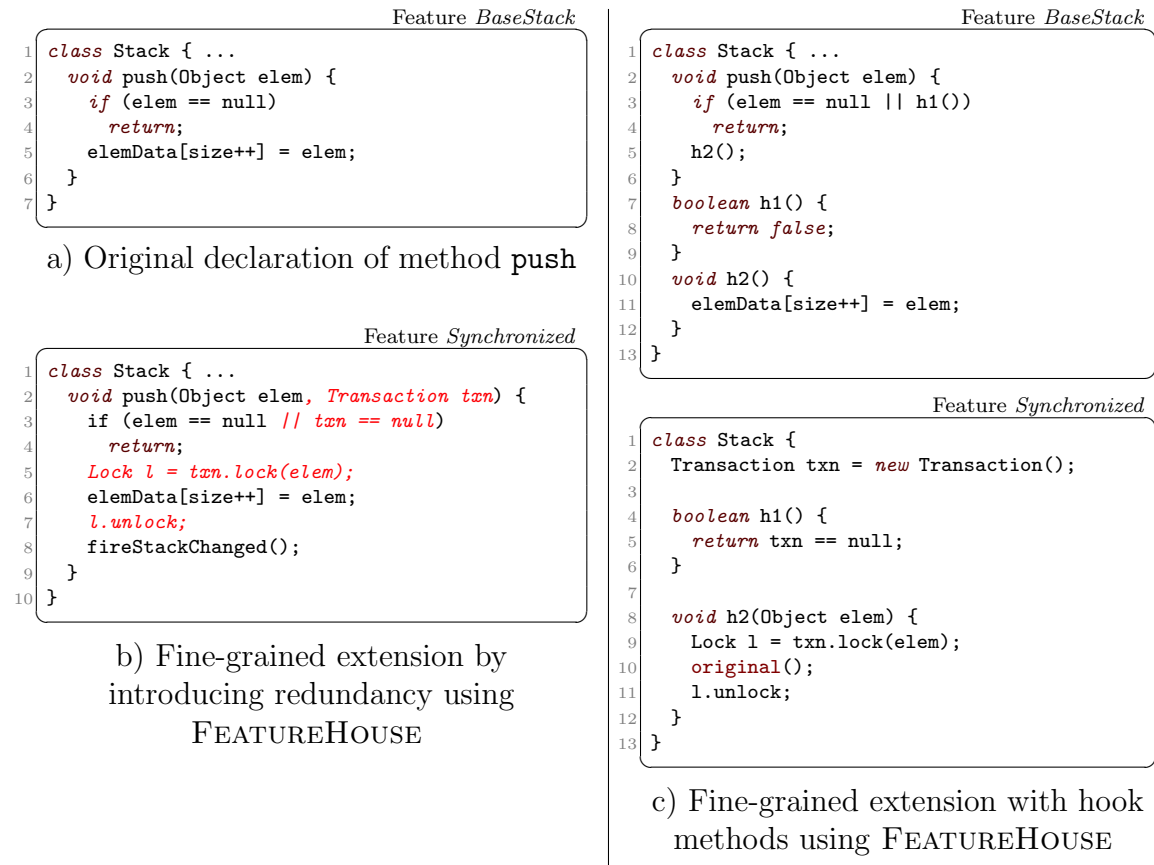 Feature BaseStack
1 class Stack { ...
2   void push(Object elem) {
3     if (elem == null)
4       return;
5     elemData[size++] = elem;
6   }
7 }
a) Original declaration of method push
Feature Synchronized
1 class Stack { ...
2   void push(Object elem, Transaction txn) {
3     if (elem == null || txn == null)
4       return;
5     Lock l = txn.lock(elem);
6     elemData[size++] = elem;
7     l.unlock;
8     fireStackChanged();
9   }
10 }
b) Fine-grained extension by
introducing redundancy using
FEATUREHOUSE
Feature BaseStack
1 class Stack { ...
2   void push(Object elem) {
3     if (elem == null || h1())
4       return;
5     h2();
6   }
7   boolean h1() {
8     return false;
9   }
10   void h2() {
11     elemData[size++] = elem;
12   }
13 }
Feature Synchronized
1 class Stack {
2   Transaction txn = new Transaction();
3
4   boolean h1() {
5     return txn == null;
6   }
7
8   void h2(Object elem) {
9     Lock l = txn.lock(elem);
10     original();
11     l.unlock;
12   }
13 }
c) Fine-grained extension with hook
methods using FEATUREHOUSE